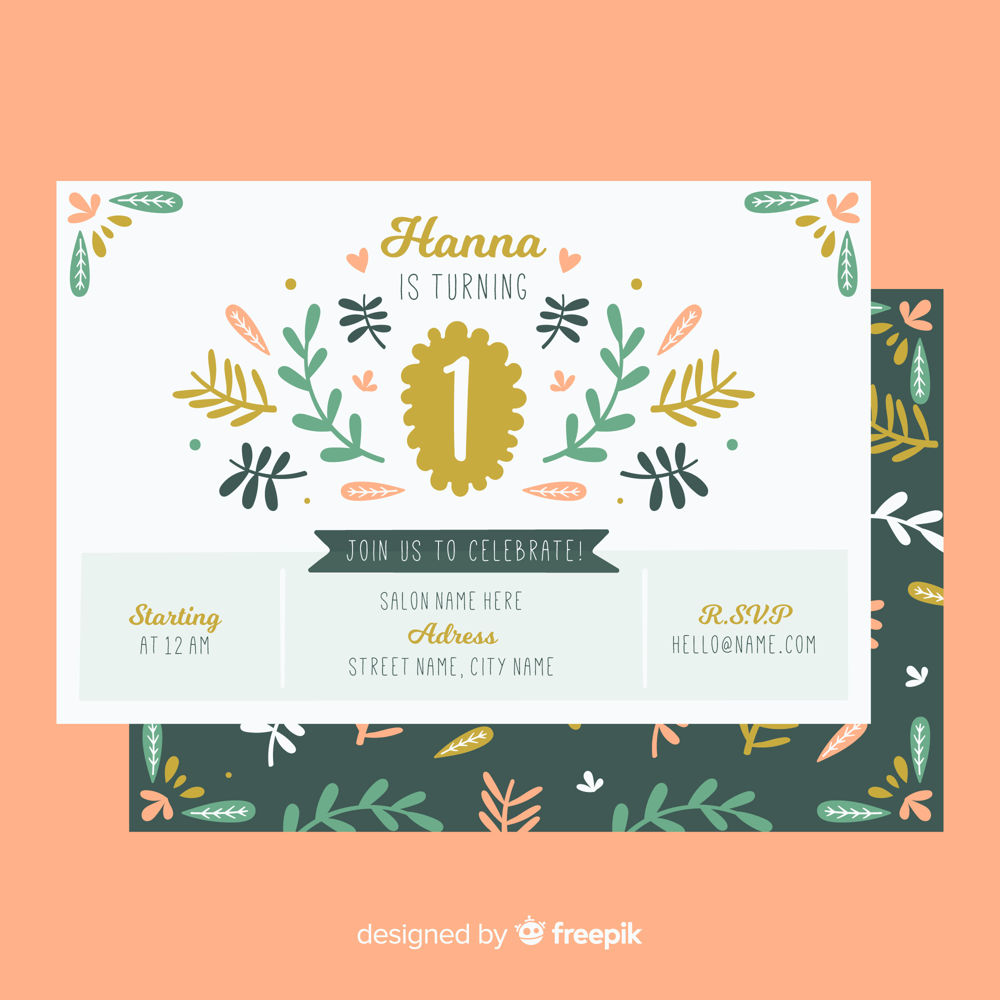 Hanna
IS TURNING
1
JOIN US TO CELEBRATE!
Starting
AT 12 AM
SALON NAME HERE
Adress
STREET NAME, CITY NAME
R.S.V.P
HELLO@NAME.COM
designed by freepik